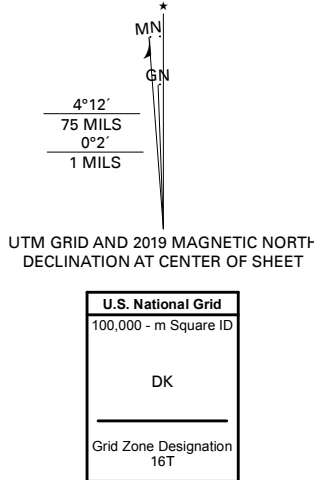 MN
GN
4°12´
75 MILS
0°2´
1 MILS
UTM GRID AND 2019 MAGNETIC NORTH
DECLINATION AT CENTER OF SHEET
U.S. National Grid
100,000 - m Square ID
DK
Grid Zone Designation
16T